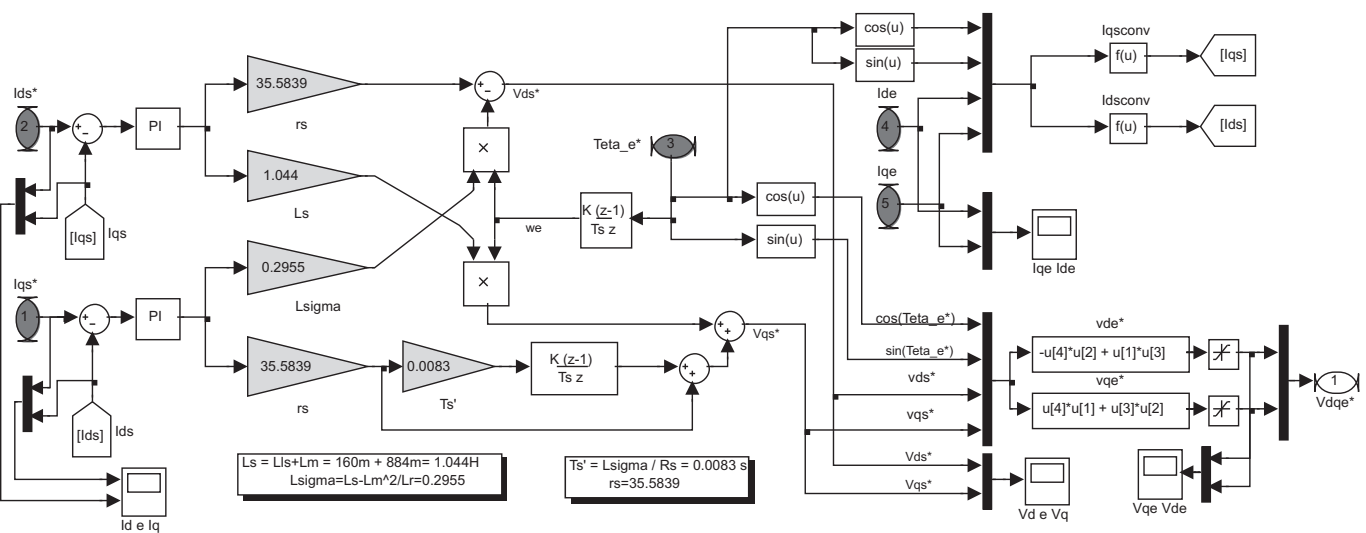 Ids*
2
+
−
PI
35.5839
rs
1.044
Ls
[Iqs]
Iqs
Iqs*
1
+
−
PI
0.2955
Lsigma
35.5839
rs
0.0083
Ts'
K (z-1)
Ts z
[Ids]
Ids
Id e Iq
Ls = Lls+Lm = 160m + 884m= 1.044H
Lsigma=Ls-Lm^2/Lr=0.2955
Ts' = Lsigma / Rs = 0.0083 s
rs=35.5839
+
−
Vds*
×
×
we
K (z-1)
Ts z
Teta_e*
3
+
+
Vqs*
+
+
cos(u)
sin(u)
cos(u)
sin(u)
Ide
4
Iqe
5
Iqsconv
f(u)
[Iqs]
Idsconv
f(u)
[Ids]
Iqe Ide
cos(Teta_e*)
sin(Teta_e*)
vds*
vqs*
Vds*
Vqs*
Vd e Vq
vde*
-u[4]*u[2] + u[1]*u[3]
vqe*
u[4]*u[1] + u[3]*u[2]
Vqe Vde
1
Vdqe*